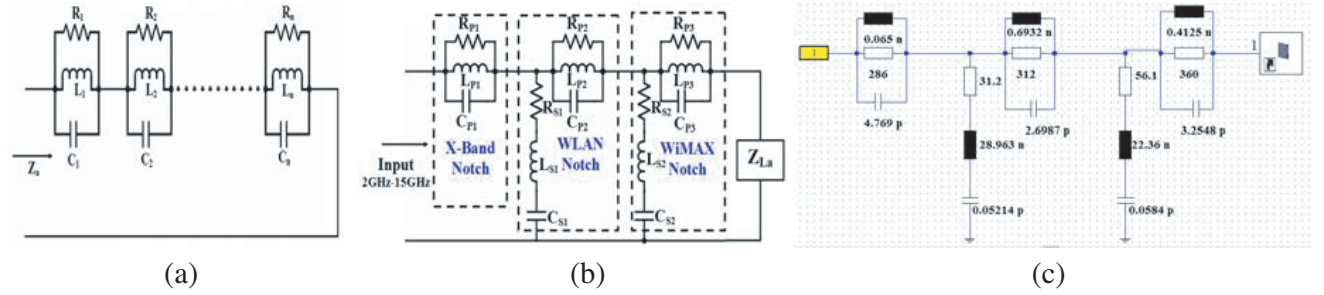 R1 R2 Rn
L1 L2 Ln
C1 C2 Cn
Za
(a)
RP1 RP2 RP3
LP1 LP2 LP3
CP1 CP2 CP3
RS1 RS2
X-Band
Notch
WLAN
Notch
WiMAX
Notch
LS1 LS2
CS1 CS2
Input
2GHz-15GHz
ZLa
(b)
1
0.065 n
286
4.769 p
31.2
28.963 n
0.05214 p
0.6932 n
312
2.6987 p
56.1
22.36 n
0.0584 p
0.4125 n
360
3.2548 p
1
(c)